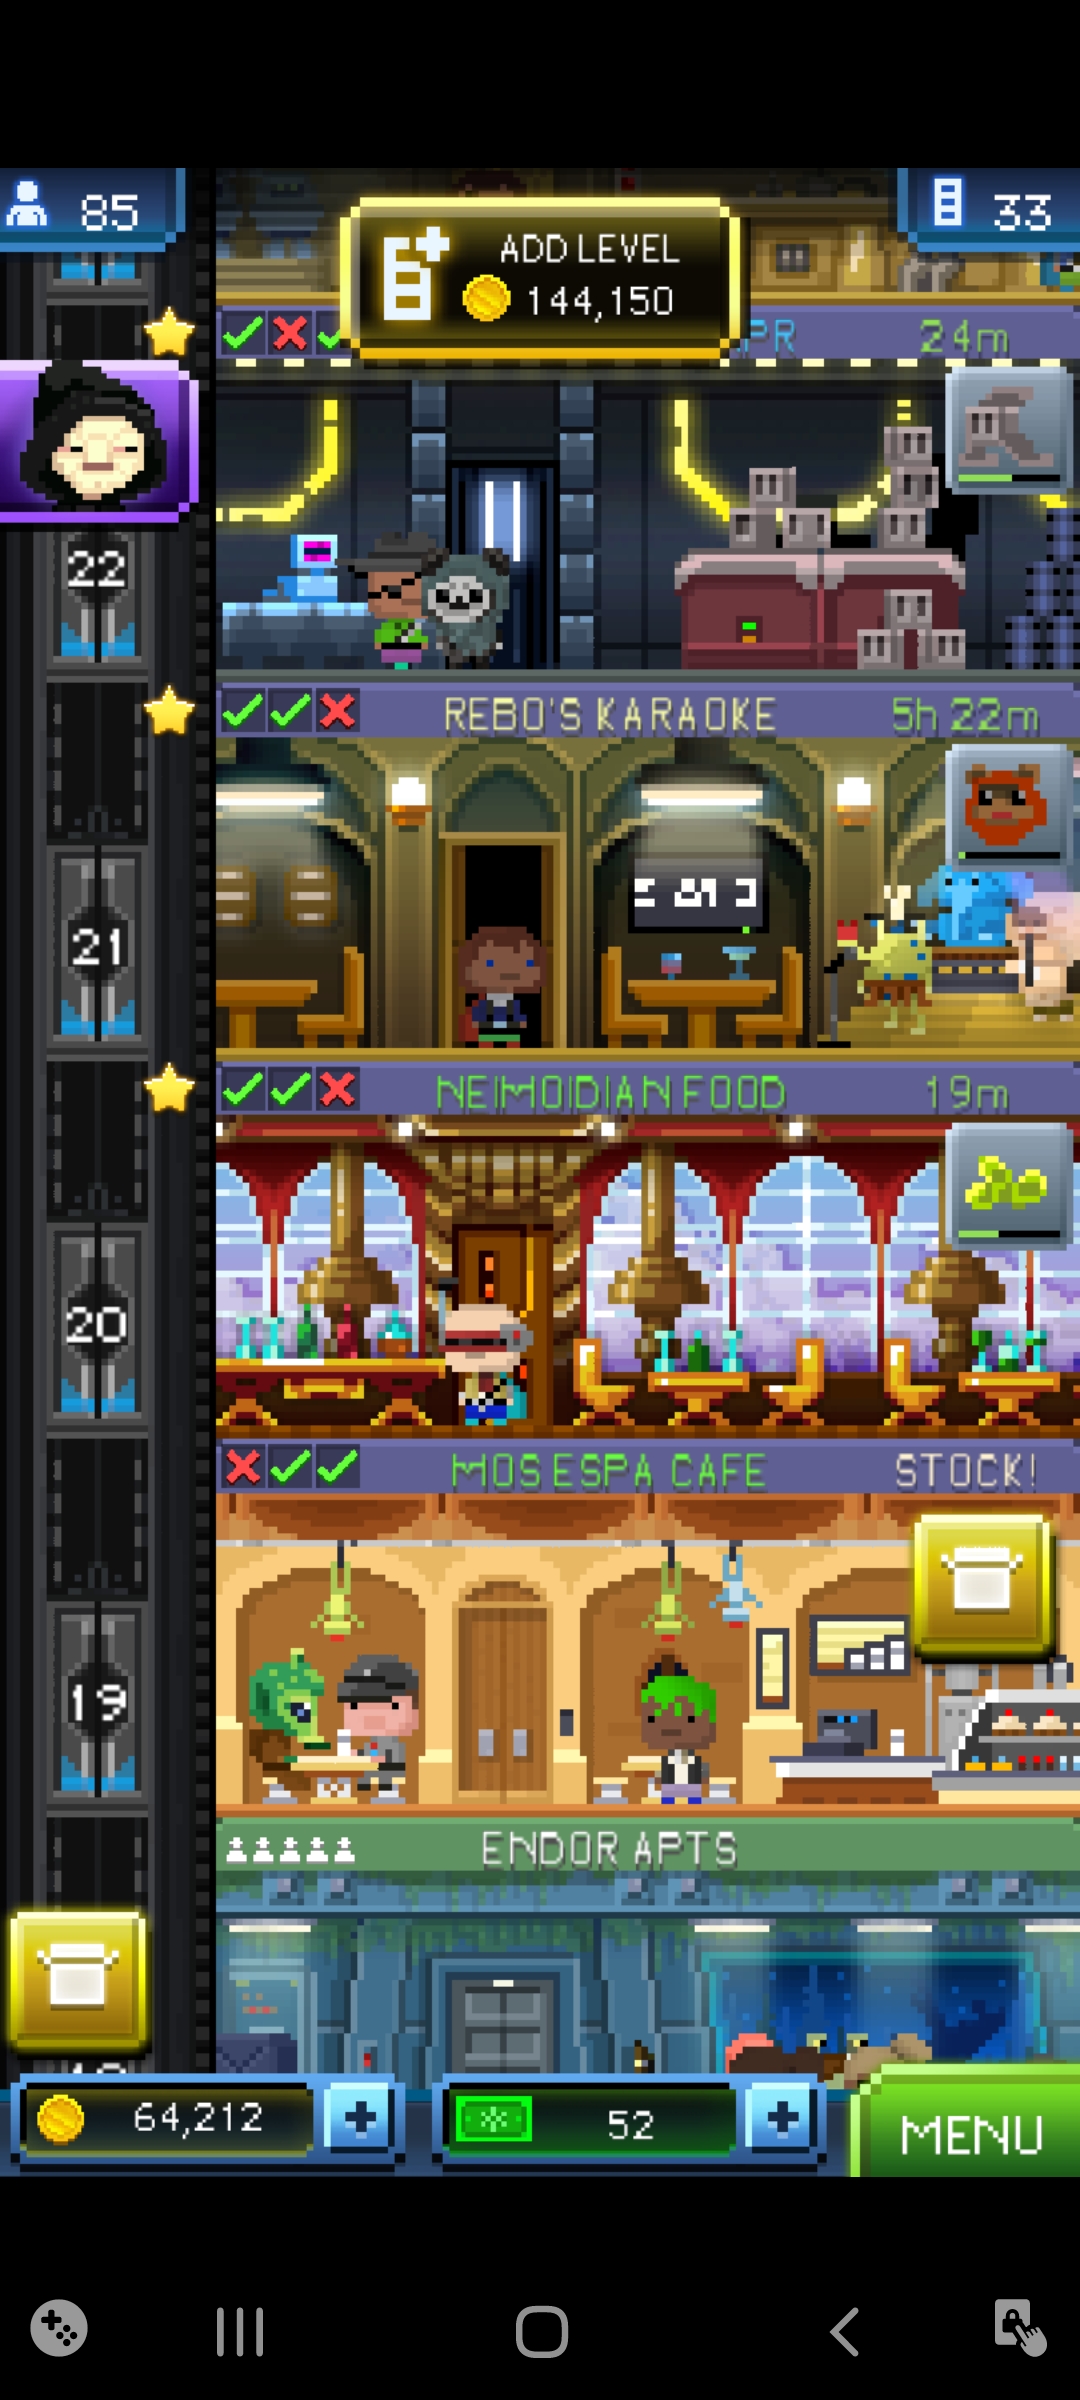 85
33
ADD LEVEL
144,150
PR
24m
22
REBO'S KARAOKE
5h 22m
21
NEIMOIDIAN FOOD
19m
20
MOS ESPA CAFE
STOCK!
19
ENDOR APTS
64,212
52
MENU